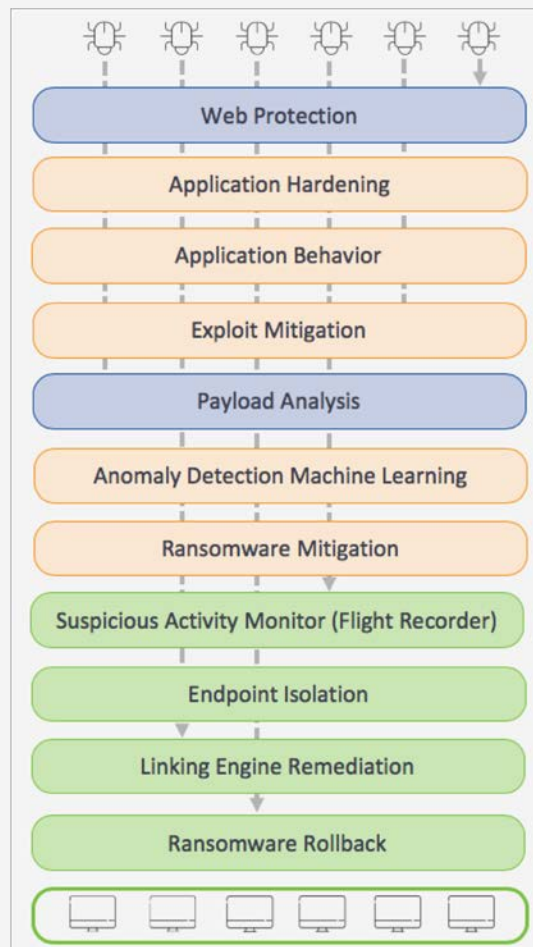 Web Protection
Application Hardening
Application Behavior
Exploit Mitigation
Payload Analysis
Anomaly Detection Machine Learning
Ransomware Mitigation
Suspicious Activity Monitor (Flight Recorder)
Endpoint Isolation
Linking Engine Remediation
Ransomware Rollback